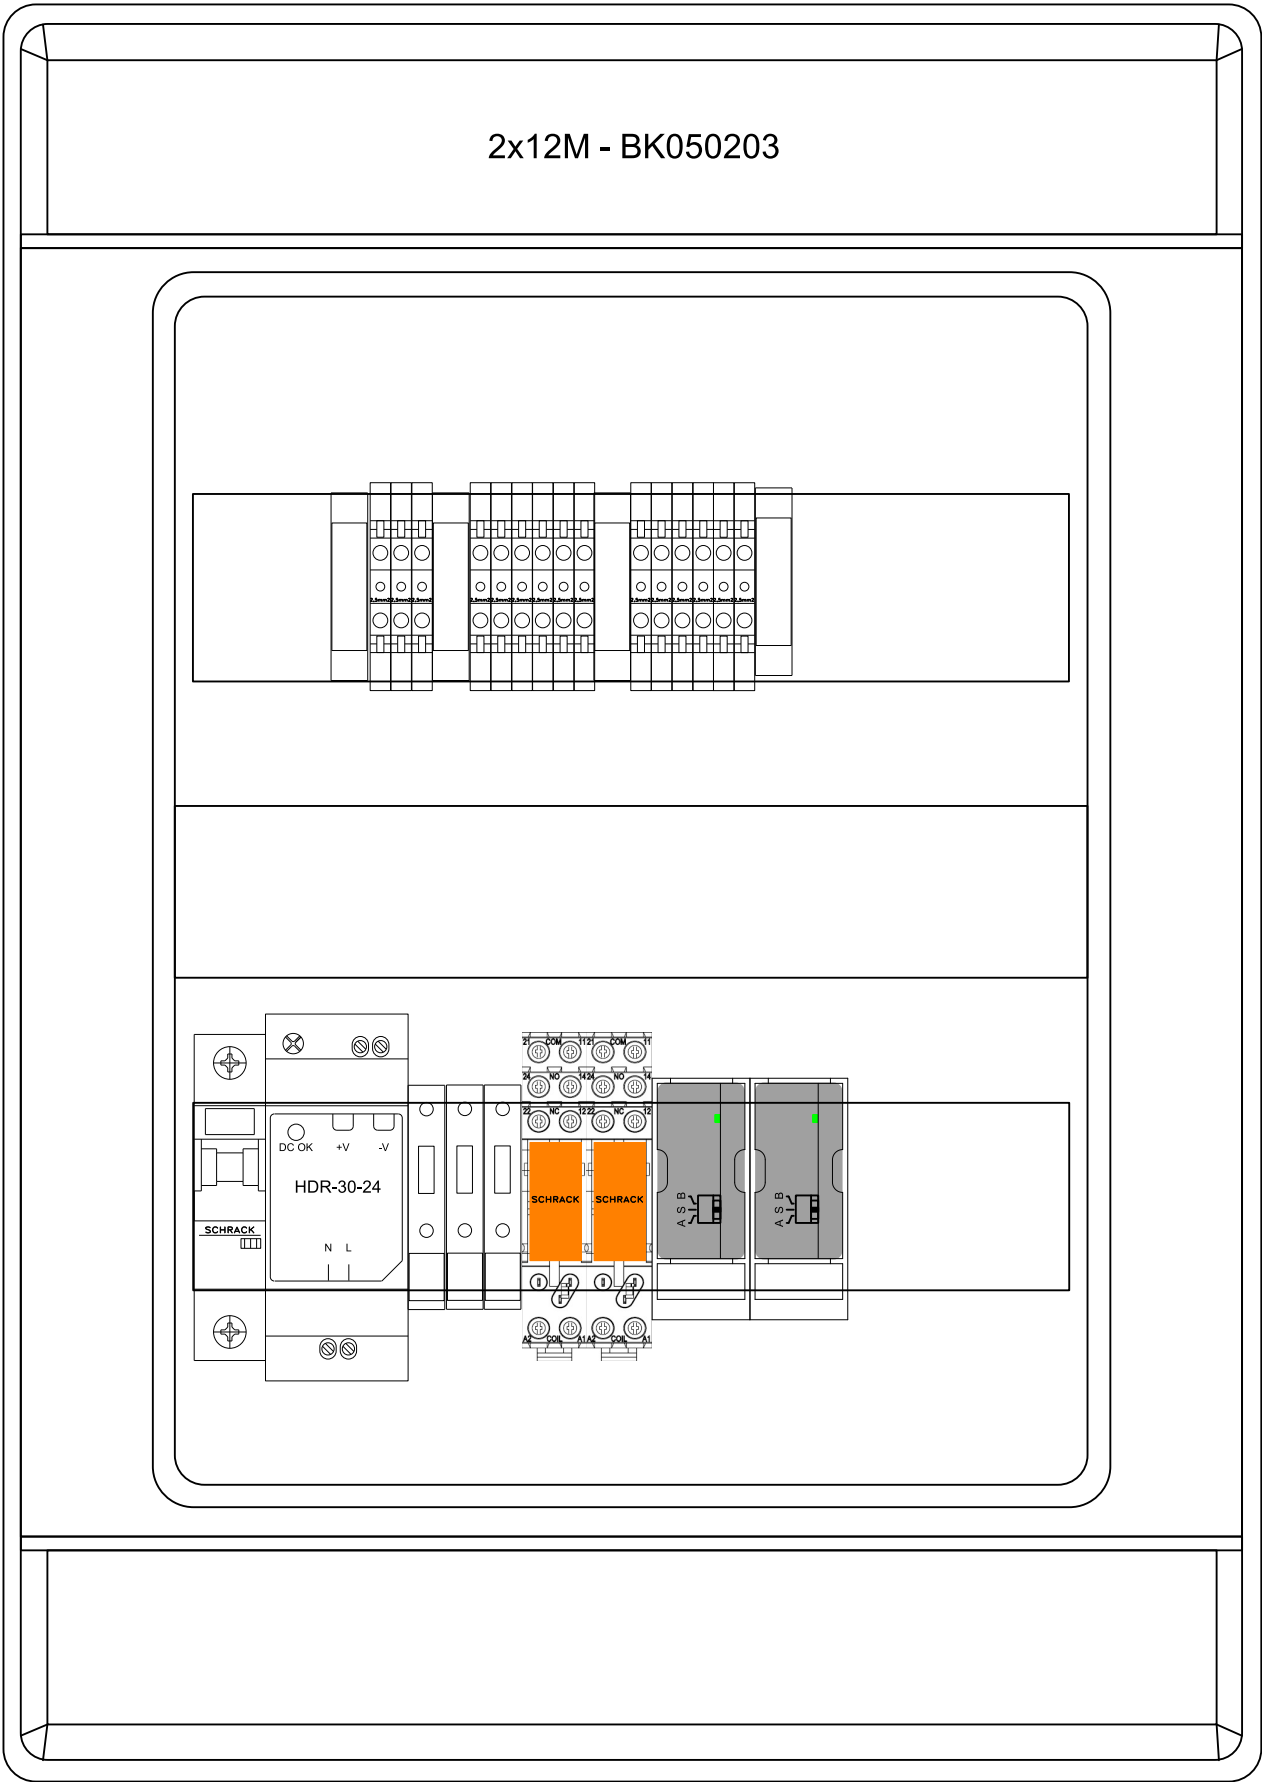 2x12M - BK050203
2,5mm2 2,5mm2 2,5mm2 2,5mm2 2,5mm2 2,5mm2 2,5mm2 2,5mm2 2,5mm2 2,5mm2 2,5mm2 2,5mm2 2,5mm2 2,5mm2 2,5mm2
21 COM 11 21 COM 11
24 NO 14 24 NO 14
22 NC 12 22 NC 12
DC OK +V -V
HDR-30-24
SCHRACK SCHRACK
A S B A S B
SCHRACK
N L
A2 COIL A1 A2 COIL A1